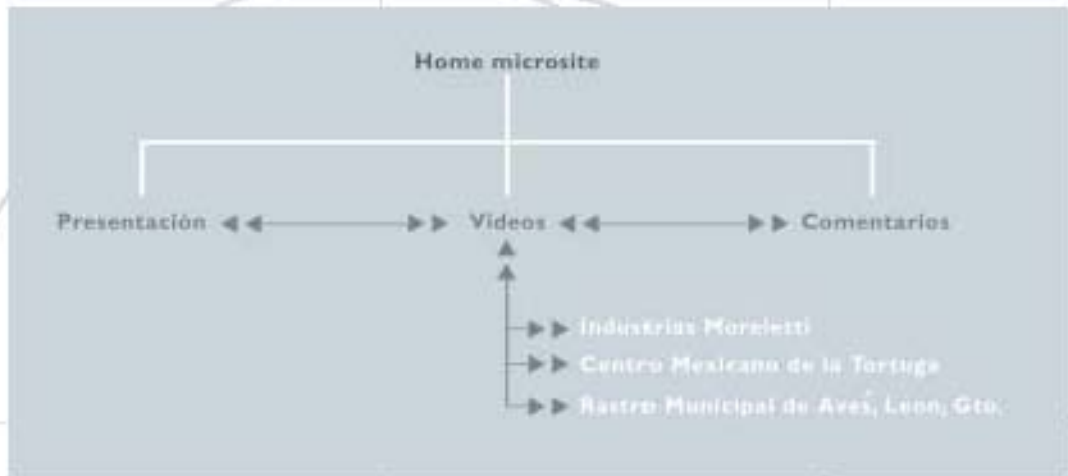 Home microsite
Presentación Videos Comentarios
Industrias Moreletti
Centro Mexicano de la Tortuga
Rastro Municipal de Aves, Leon, Gto.